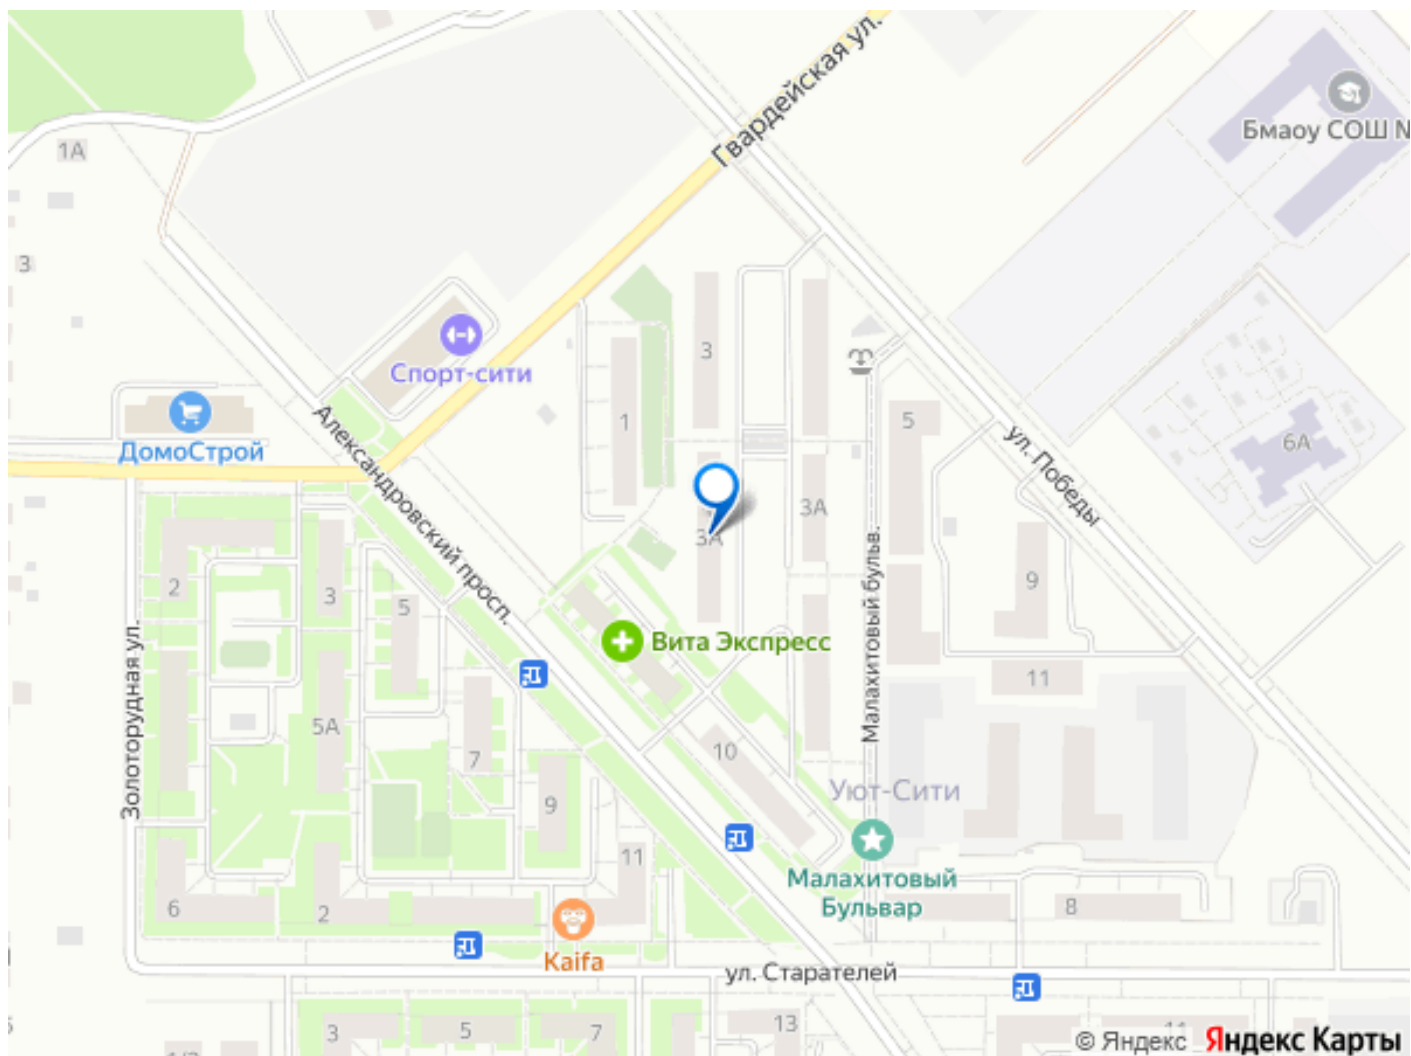 Гвардейская ул.
Бмаоу СОШ N
1А
3
Спорт-сити
3
1
5
ДомоСтрой
Александровский просп.
ул. Победы
6А
3А
3А
2
3
5
9
Малахитовый бульв.
Вита Экспресс
Золоторудная ул.
11
5А
7
10
Уют-Сити
9
11
Малахитовый
Бульвар
6
2
8
Kaifa
ул. Старателей
3
5
7
13
© Яндекс Яндекс Карты